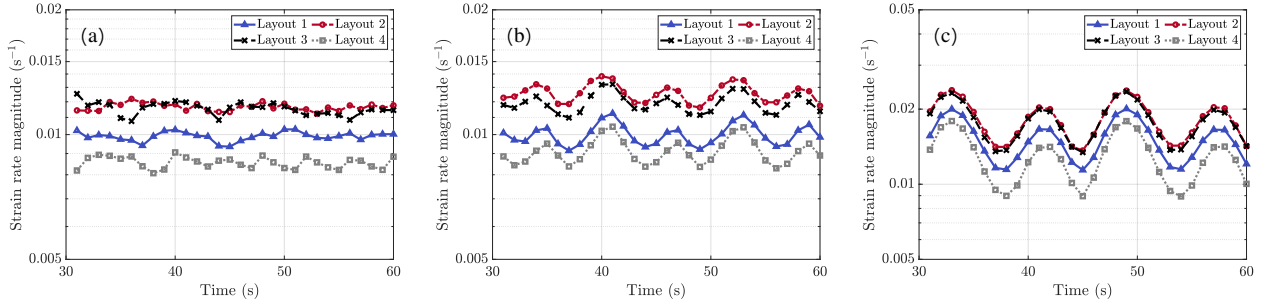 (a)
Layout 1 Layout 2
Layout 3 Layout 4
Strain rate magnitude (s⁻¹)
0.02
0.015
0.01
0.005
30 40 50 60
Time (s)
(b)
Layout 1 Layout 2
Layout 3 Layout 4
Strain rate magnitude (s⁻¹)
0.02
0.015
0.01
0.005
30 40 50 60
Time (s)
(c)
Layout 1 Layout 2
Layout 3 Layout 4
Strain rate magnitude (s⁻¹)
0.05
0.02
0.01
0.005
30 40 50 60
Time (s)